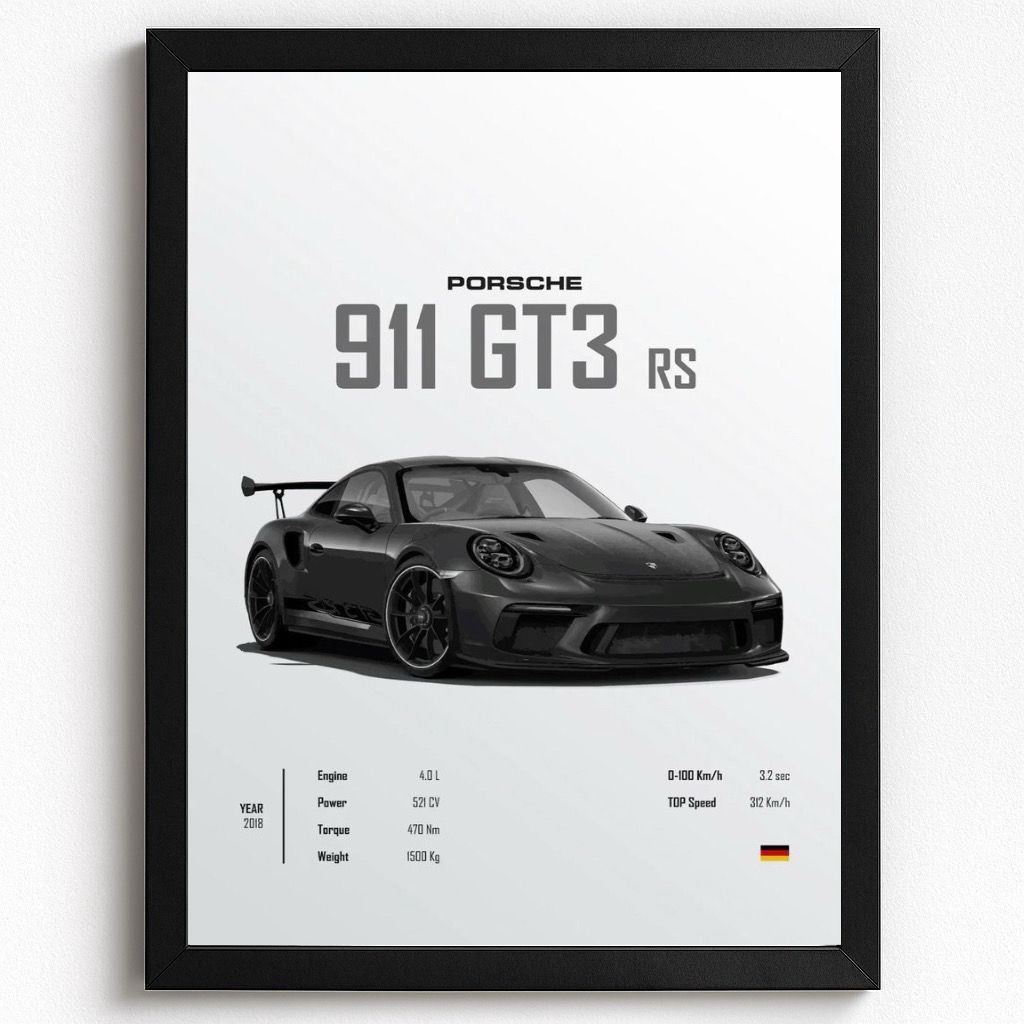 PORSCHE
911 GT3 RS
YEAR
2018
Engine 4.0 L
Power 521 CV
Torque 470 Nm
Weight 1500 Kg
0-100 Km/h 3.2 sec
TOP Speed 312 Km/h